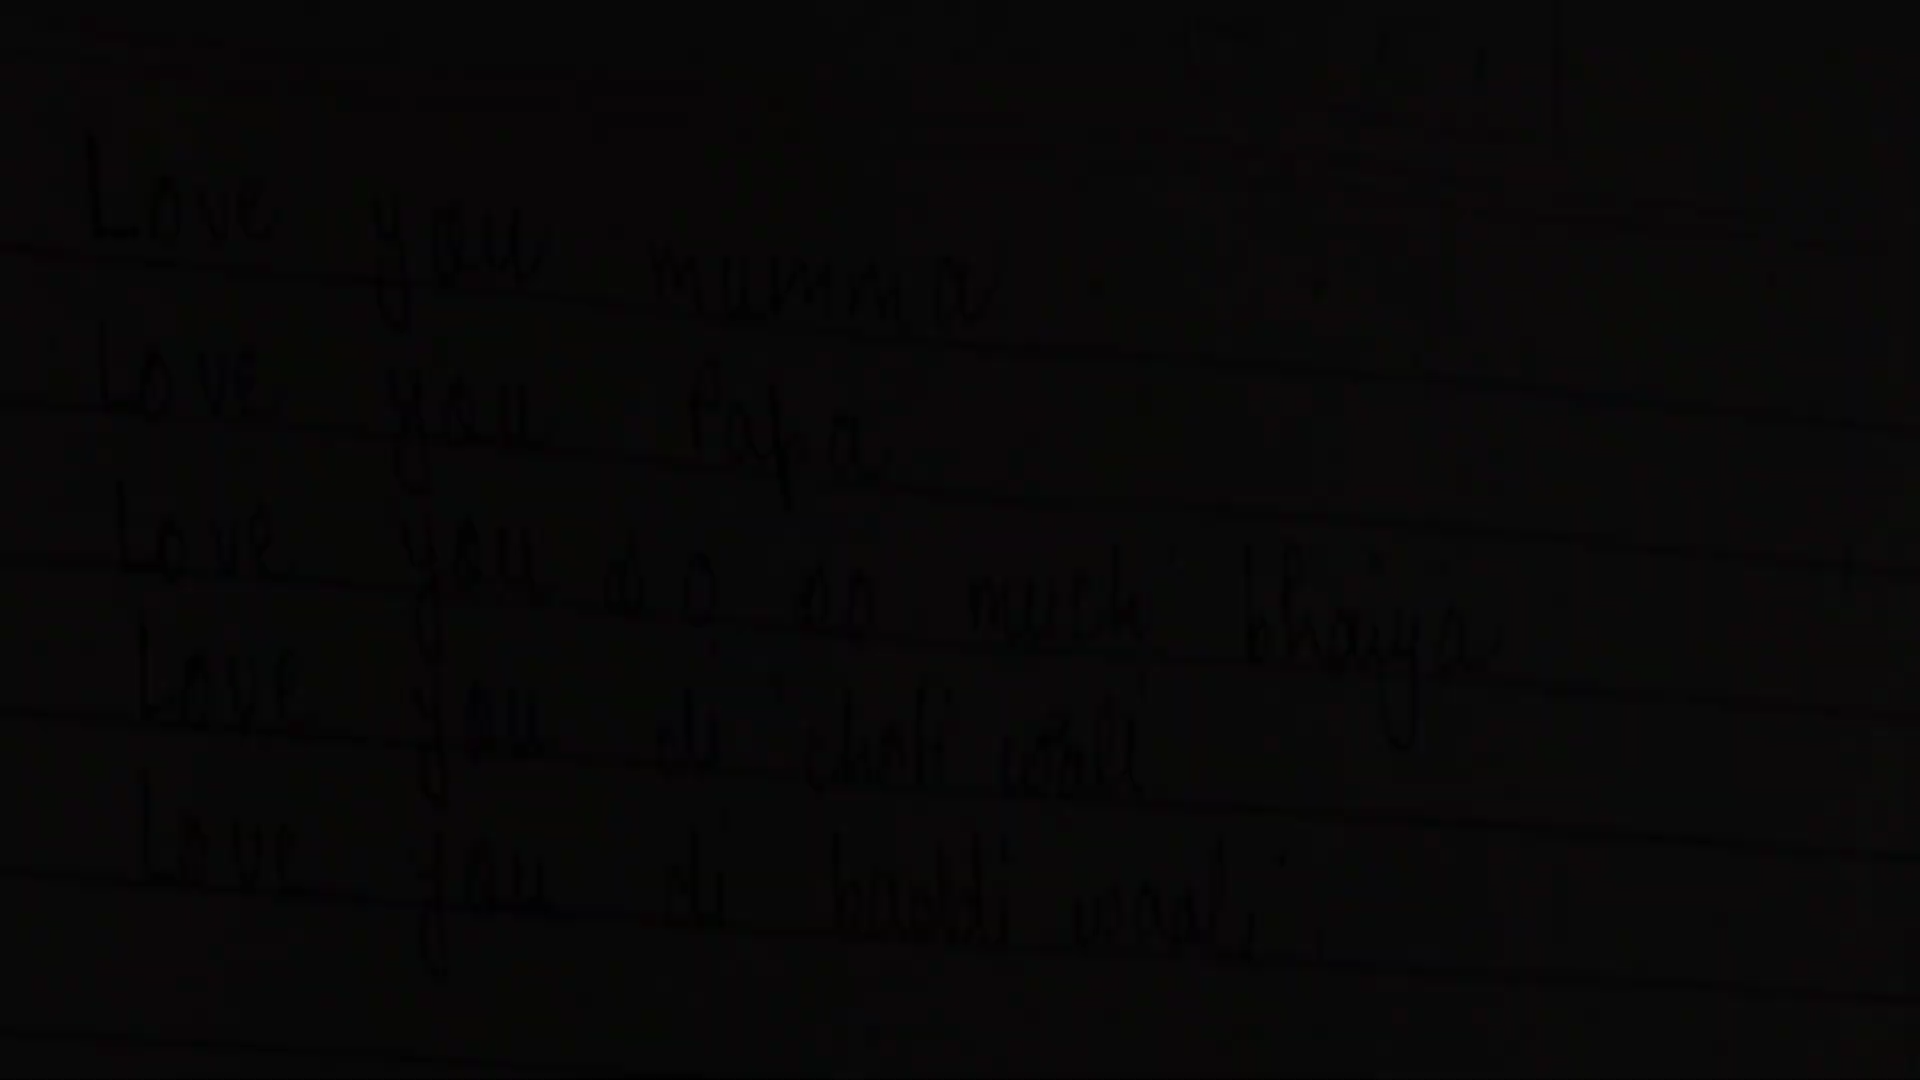 Love you mumma
Love you Papa
Love you so so much bhaiya
Love you di choti wali
Love you di badi